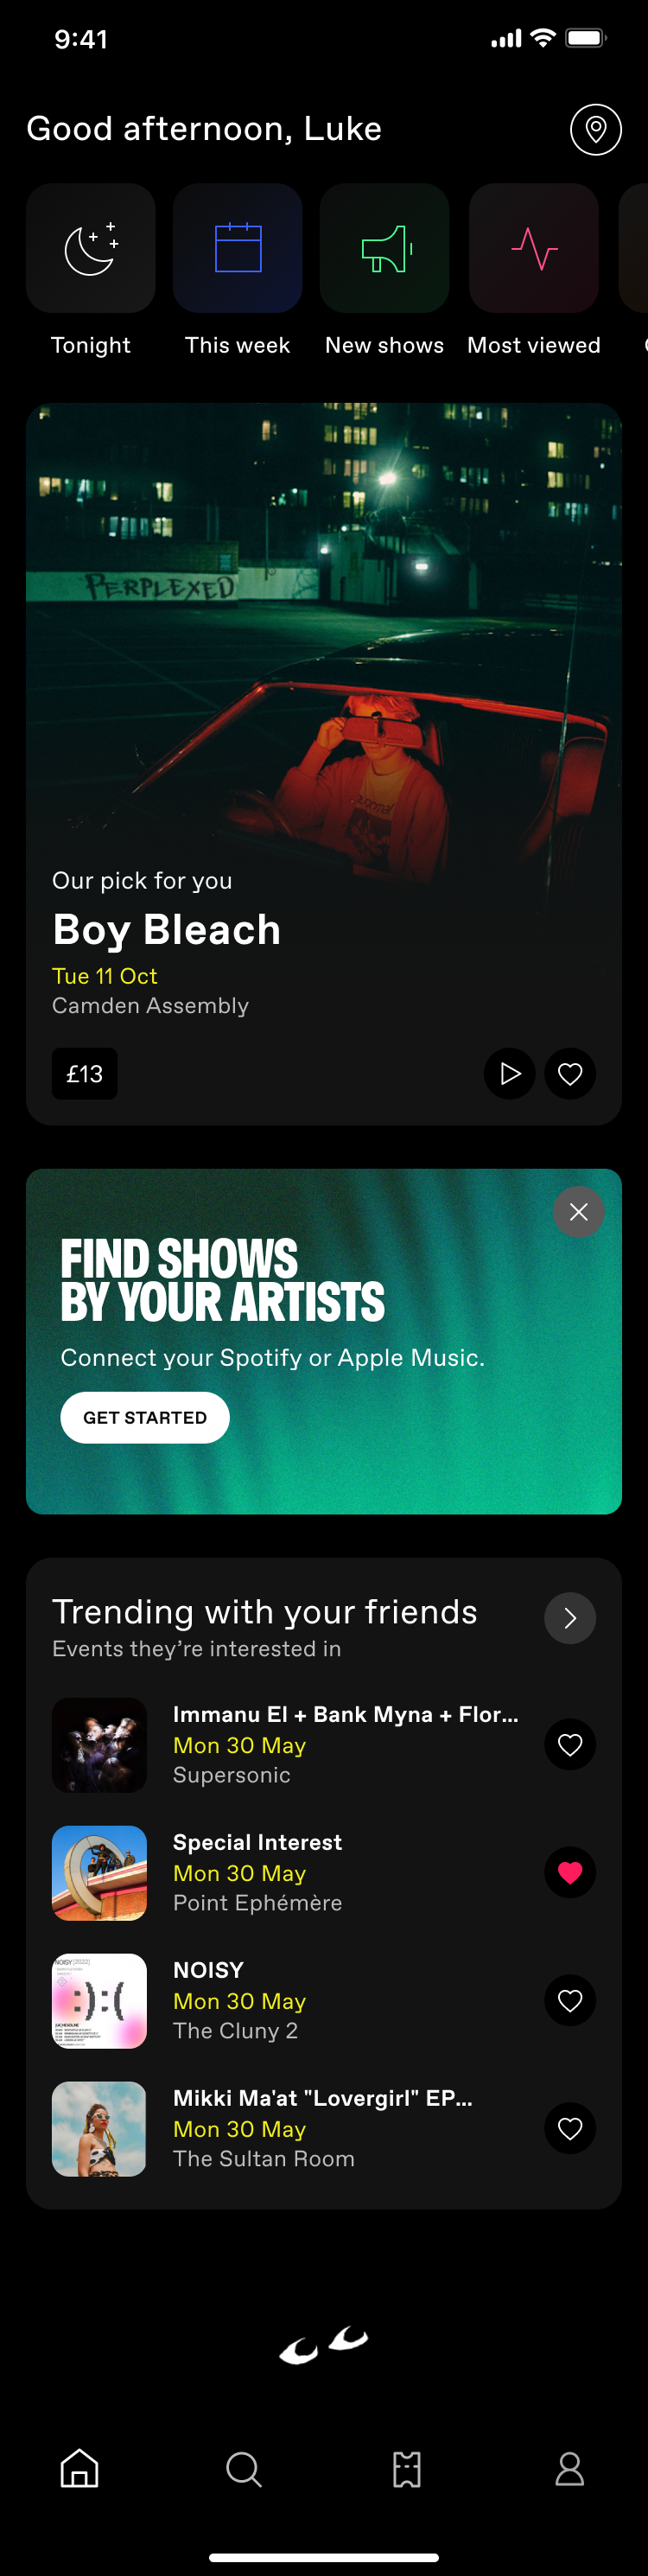 9:41
Good afternoon, Luke
Tonight
This week
New shows
Most viewed
PERPLEXED
Our pick for you
Boy Bleach
Tue 11 Oct
Camden Assembly
£13
FIND SHOWS
BY YOUR ARTISTS
Connect your Spotify or Apple Music.
GET STARTED
Trending with your friends
Events they’re interested in
Immanu El + Bank Myna + Flor...
Mon 30 May
Supersonic
Special Interest
Mon 30 May
Point Ephémère
NOISY [2022]
:):(
NOISY
Mon 30 May
The Cluny 2
Mikki Ma'at "Lovergirl" EP...
Mon 30 May
The Sultan Room